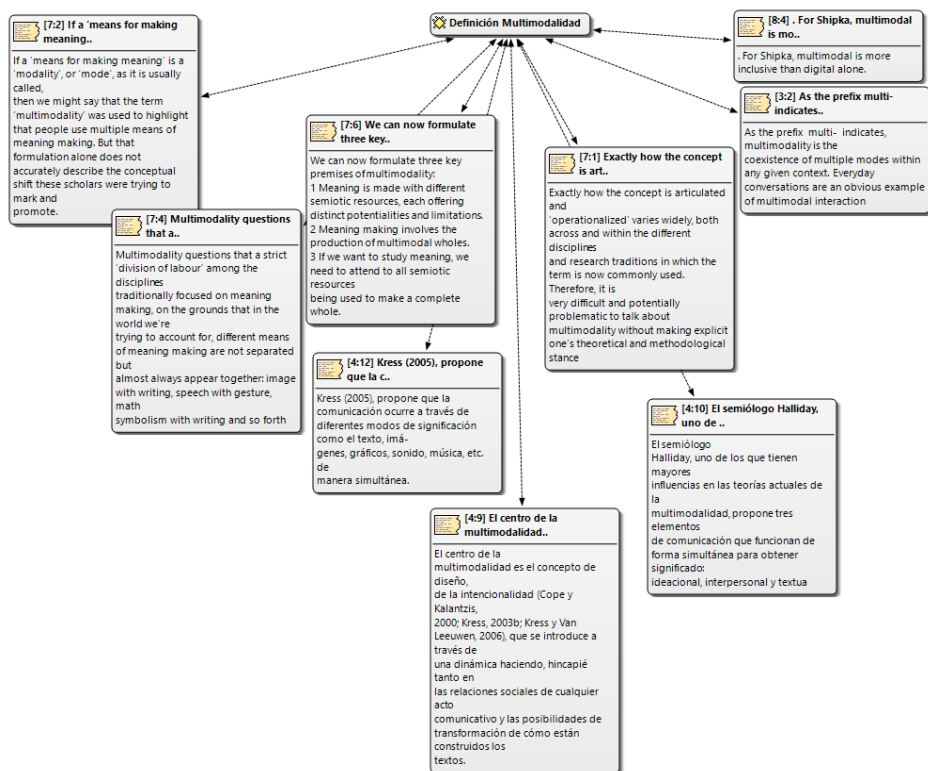 Definición Multimodalidad
[7:2] If a ‘means for making
meaning..
If a ‘means for making meaning’ is a
‘modality’, or ‘mode’, as it is usually
called,
then we might say that the term
‘multimodality’ was used to highlight
that people use multiple means of
meaning making. But that
formulation alone does not
accurately describe the conceptual
shift these scholars were trying to
mark and
promote.
[8:4] . For Shipka, multimodal
is mo..
. For Shipka, multimodal is more
inclusive than digital alone.
[3:2] As the prefix multi-
indicates..
As the prefix  multi-  indicates,
multimodality is the
coexistence of multiple modes within
any given context. Everyday
conversations are an obvious example
of multimodal interaction
[7:6] We can now formulate
three key..
We can now formulate three key
premises of multimodality:
1 Meaning is made with different
semiotic resources, each offering
distinct potentialities and limitations.
2 Meaning making involves the
production of multimodal wholes.
3 If we want to study meaning, we
need to attend to all semiotic
resources
being used to make a complete
whole.
[7:1] Exactly how the concept
is art..
Exactly how the concept is articulated
and
‘operationalized’ varies widely, both
across and within the different
disciplines
and research traditions in which the
term is now commonly used.
Therefore, it is
very difficult and potentially
problematic to talk about
multimodality without making explicit
one’s theoretical and methodological
stance
[7:4] Multimodality questions
that a..
Multimodality questions that a strict
‘division of labour’ among the
disciplines
traditionally focused on meaning
making, on the grounds that in the
world we’re
trying to account for, different means
of meaning making are not separated
but
almost always appear together: image
with writing, speech with gesture,
math
symbolism with writing and so forth
[4:12] Kress (2005), propone
que la c..
Kress (2005), propone que la
comunicación ocurre a través de
diferentes modos de significación
como el texto, imá-
genes, gráficos, sonido, música, etc.
de
manera simultánea.
[4:10] El semiólogo Halliday,
uno de ..
El semiólogo
Halliday, uno de los que tienen
mayores
influencias en las teorías actuales de
la
multimodalidad, propone tres
elementos
de comunicación que funcionan de
forma simultánea para obtener
significado:
ideacional, interpersonal y textua
[4:9] El centro de la
multimodalidad..
El centro de la
multimodalidad es el concepto de
diseño,
de la intencionalidad (Cope y
Kalantzis,
2000; Kress, 2003b; Kress y Van
Leeuwen, 2006), que se introduce a
través de
una dinámica haciendo, hincapié
tanto en
las relaciones sociales de cualquier
acto
comunicativo y las posibilidades de
transformación de cómo están
construidos los
textos.